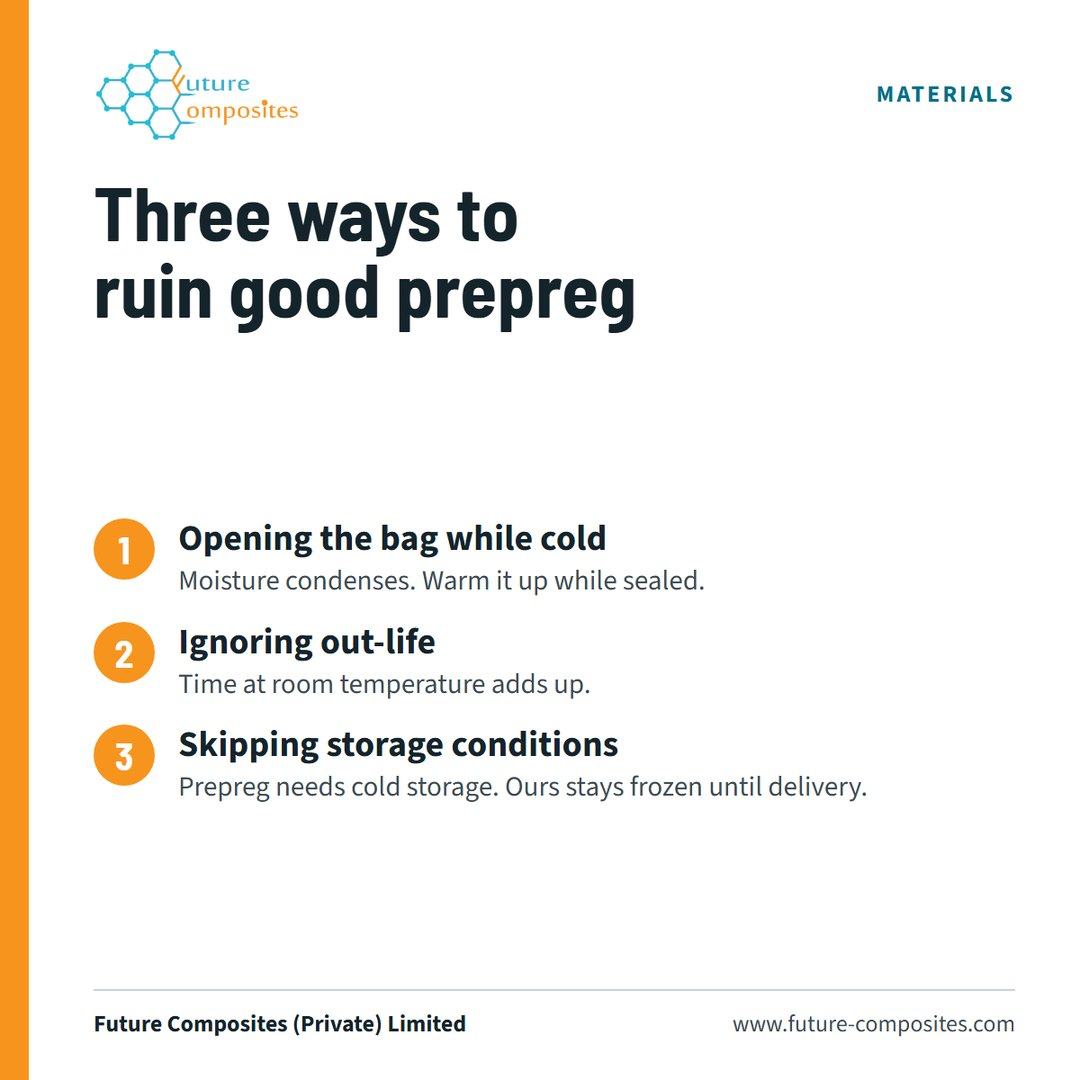 uture
omposites
MATERIALS
Three ways to
ruin good prepreg
1
Opening the bag while cold
Moisture condenses. Warm it up while sealed.
2
Ignoring out-life
Time at room temperature adds up.
3
Skipping storage conditions
Prepreg needs cold storage. Ours stays frozen until delivery.
Future Composites (Private) Limited
www.future-composites.com